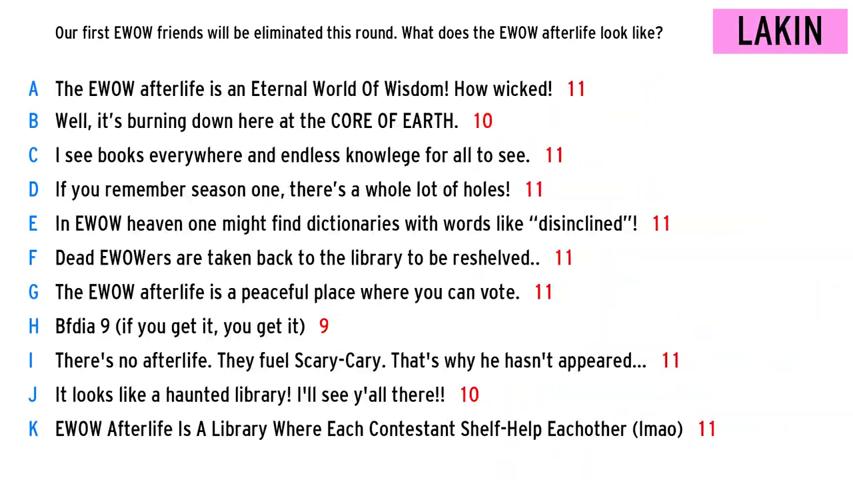 Our first EWOW friends will be eliminated this round. What does the EWOW afterlife look like?
LAKIN
A The EWOW afterlife is an Eternal World Of Wisdom! How wicked! 11
B Well, it's burning down here at the CORE OF EARTH. 10
C I see books everywhere and endless knowlege for all to see. 11
D If you remember season one, there's a whole lot of holes! 11
E In EWOW heaven one might find dictionaries with words like “disinclined”! 11
F Dead EWOWers are taken back to the library to be reshelved.. 11
G The EWOW afterlife is a peaceful place where you can vote. 11
H Bfdia 9 (if you get it, you get it) 9
I There's no afterlife. They fuel Scary-Cary. That's why he hasn't appeared... 11
J It looks like a haunted library! I'll see y'all there!! 10
K EWOW Afterlife Is A Library Where Each Contestant Shelf-Help Eachother (lmao) 11